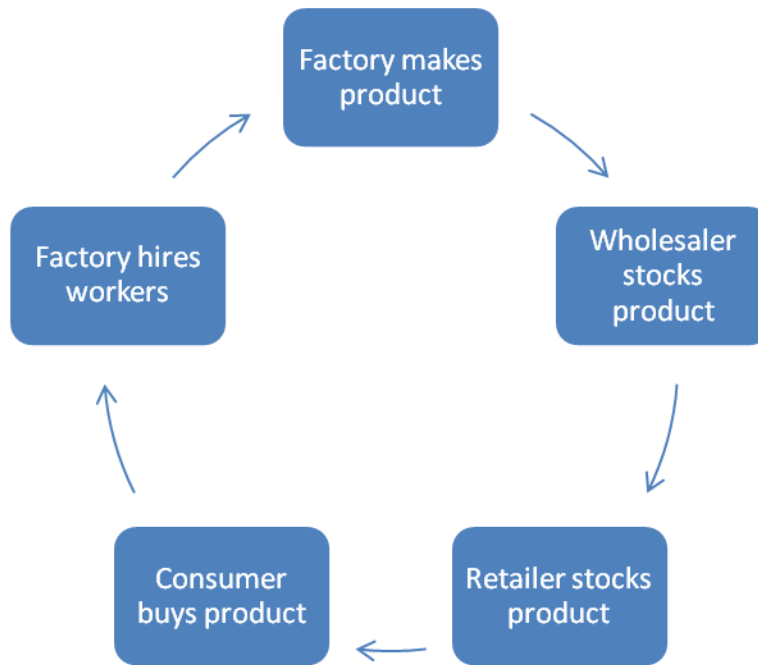 Factory makes
product
Wholesaler
stocks
product
Retailer stocks
product
Consumer
buys product
Factory hires
workers